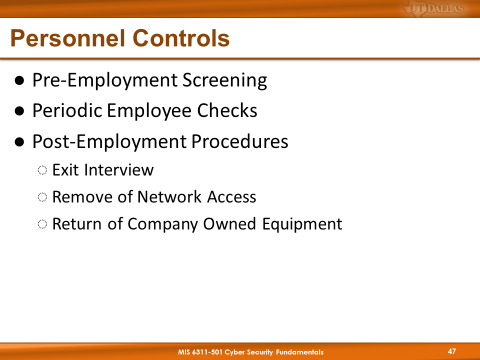 UT DALLAS
Personnel Controls
● Pre-Employment Screening
● Periodic Employee Checks
● Post-Employment Procedures
◌ Exit Interview
◌ Remove of Network Access
◌ Return of Company Owned Equipment
MIS 6311-501 Cyber Security Fundamentals
47